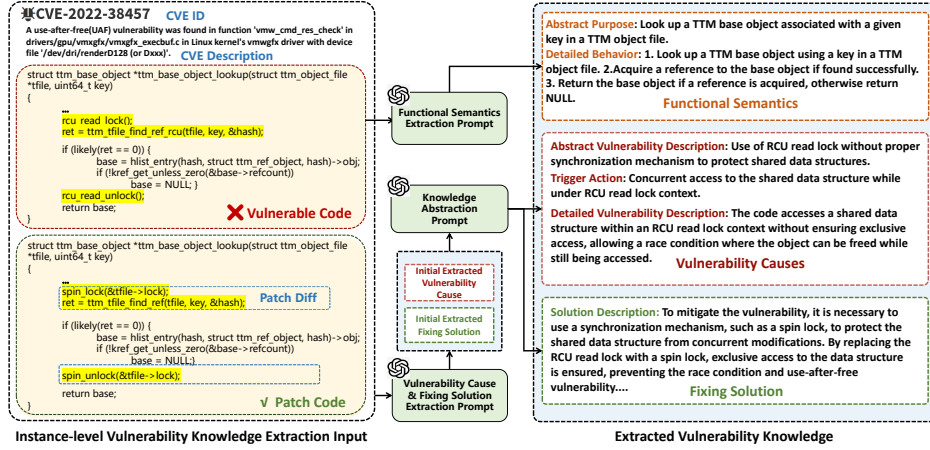 CVE-2022-38457 CVE ID
A use-after-free(UAF) vulnerability was found in function 'vmw_cmd_res_check' in
drivers/gpu/vmxgfx/vmxgfx_execbuf.c in Linux kernel's vmwgfx driver with device
file '/dev/dri/renderD128 (or Dxxx)'.
CVE Description
struct ttm_base_object *ttm_base_object_lookup(struct ttm_object_file
*tfile, uint64_t key)
{
…
rcu_read_lock();
ret = ttm_tfile_find_ref_rcu(tfile, key, &hash);
if (likely(ret == 0)) {
base = hlist_entry(hash, struct ttm_ref_object, hash)->obj;
if (!kref_get_unless_zero(&base->refcount))
base = NULL; }
rcu_read_unlock();
return base;
}
Vulnerable Code
struct ttm_base_object *ttm_base_object_lookup(struct ttm_object_file
*tfile, uint64_t key)
{
…
spin_lock(&tfile->lock);
ret = ttm_tfile_find_ref(tfile, key, &hash);
Patch Diff
if (likely(ret == 0)) {
base = hlist_entry(hash, struct ttm_ref_object, hash)->obj;
if (!kref_get_unless_zero(&base->refcount))
base = NULL;}
spin_unlock(&tfile->lock);
return base;
}
√ Patch Code
Instance-level Vulnerability Knowledge Extraction Input
Functional Semantics
Extraction Prompt
Knowledge
Abstraction
Prompt
Initial Extracted
Vulnerability
Cause
Initial Extracted
Fixing Solution
Vulnerability Cause
& Fixing Solution
Extraction Prompt
Abstract Purpose: Look up a TTM base object associated with a given
key in a TTM object file.
Detailed Behavior: 1. Look up a TTM base object using a key in a TTM
object file. 2.Acquire a reference to the base object if found successfully.
3. Return the base object if a reference is acquired, otherwise return
NULL.
Functional Semantics
Abstract Vulnerability Description: Use of RCU read lock without proper
synchronization mechanism to protect shared data structures.
Trigger Action: Concurrent access to the shared data structure while
under RCU read lock context.
Detailed Vulnerability Description: The code accesses a shared data
structure within an RCU read lock context without ensuring exclusive
access, allowing a race condition where the object can be freed while
still being accessed.
Vulnerability Causes
Solution Description: To mitigate the vulnerability, it is necessary to
use a synchronization mechanism, such as a spin lock, to protect the
shared data structure from concurrent modifications. By replacing the
RCU read lock with a spin lock, exclusive access to the data structure
is ensured, preventing the race condition and use-after-free
vulnerability....
Fixing Solution
Extracted Vulnerability Knowledge